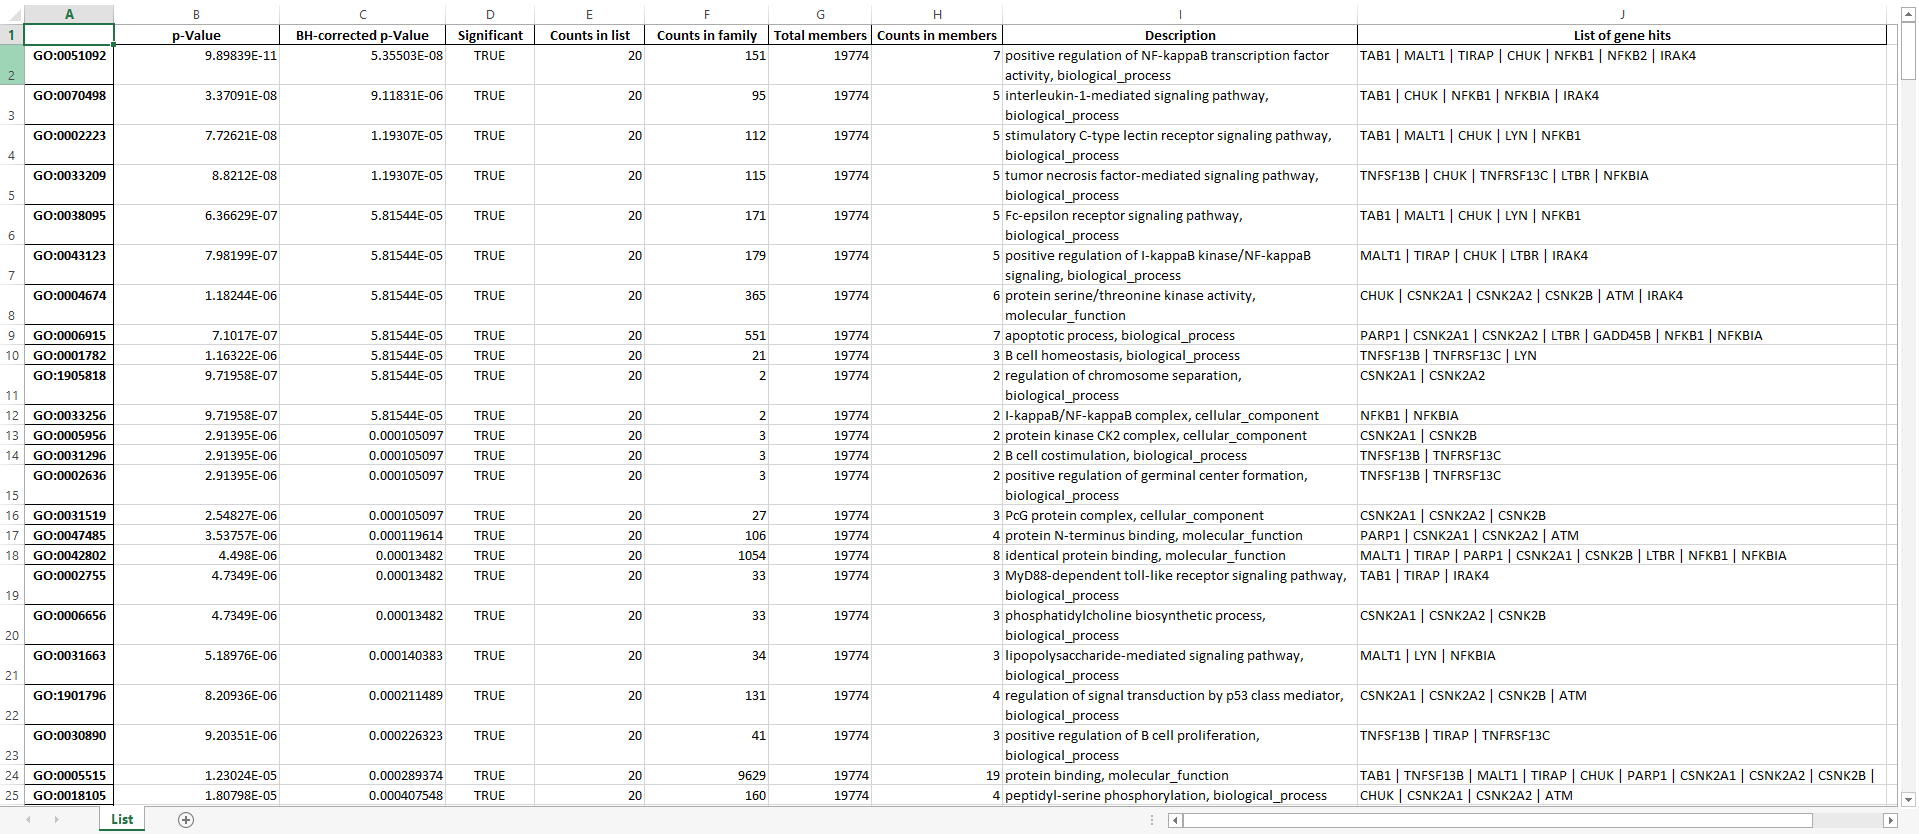 A B C D E F G H I J
1 p-Value BH-corrected p-Value Significant Counts in list Counts in family Total members Counts in members Description List of gene hits
2 GO:0051092 9.89839E-11 5.35503E-08 TRUE 20 151 19774 7 positive regulation of NF-kappaB transcription factor TAB1 | MALT1 | TIRAP | CHUK | NFKB1 | NFKB2 | IRAK4
activity, biological_process
3 GO:0070498 3.37091E-08 9.11831E-06 TRUE 20 95 19774 5 interleukin-1-mediated signaling pathway, TAB1 | CHUK | NFKB1 | NFKBIA | IRAK4
biological_process
4 GO:0002223 7.72621E-08 1.19307E-05 TRUE 20 112 19774 5 stimulatory C-type lectin receptor signaling pathway, TAB1 | MALT1 | CHUK | LYN | NFKB1
biological_process
5 GO:0033209 8.8212E-08 1.19307E-05 TRUE 20 115 19774 5 tumor necrosis factor-mediated signaling pathway, TNFSF13B | CHUK | TNFRSF13C | LTBR | NFKBIA
biological_process
6 GO:0038095 6.36629E-07 5.81544E-05 TRUE 20 171 19774 5 Fc-epsilon receptor signaling pathway, TAB1 | MALT1 | CHUK | LYN | NFKB1
biological_process
7 GO:0043123 7.98199E-07 5.81544E-05 TRUE 20 179 19774 5 positive regulation of I-kappaB kinase/NF-kappaB MALT1 | TIRAP | CHUK | LTBR | IRAK4
signaling, biological_process
8 GO:0004674 1.18244E-06 5.81544E-05 TRUE 20 365 19774 6 protein serine/threonine kinase activity, CHUK | CSNK2A1 | CSNK2A2 | CSNK2B | ATM | IRAK4
molecular_function
9 GO:0006915 7.1017E-07 5.81544E-05 TRUE 20 551 19774 7 apoptotic process, biological_process PARP1 | CSNK2A1 | CSNK2A2 | LTBR | GADD45B | NFKB1 | NFKBIA
10 GO:0001782 1.16322E-06 5.81544E-05 TRUE 20 21 19774 3 B cell homeostasis, biological_process TNFSF13B | TNFRSF13C | LYN
11 GO:1905818 9.71958E-07 5.81544E-05 TRUE 20 2 19774 2 regulation of chromosome separation, CSNK2A1 | CSNK2A2
biological_process
12 GO:0033256 9.71958E-07 5.81544E-05 TRUE 20 2 19774 2 I-kappaB/NF-kappaB complex, cellular_component NFKB1 | NFKBIA
13 GO:0005956 2.91395E-06 0.000105097 TRUE 20 3 19774 2 protein kinase CK2 complex, cellular_component CSNK2A1 | CSNK2B
14 GO:0031296 2.91395E-06 0.000105097 TRUE 20 3 19774 2 B cell costimulation, biological_process TNFSF13B | TNFRSF13C
15 GO:0002636 2.91395E-06 0.000105097 TRUE 20 3 19774 2 positive regulation of germinal center formation, TNFSF13B | TNFRSF13C
biological_process
16 GO:0031519 2.54827E-06 0.000105097 TRUE 20 27 19774 3 PcG protein complex, cellular_component CSNK2A1 | CSNK2A2 | CSNK2B
17 GO:0047485 3.53757E-06 0.000119614 TRUE 20 106 19774 4 protein N-terminus binding, molecular_function PARP1 | CSNK2A1 | CSNK2A2 | ATM
18 GO:0042802 4.498E-06 0.00013482 TRUE 20 1054 19774 8 identical protein binding, molecular_function MALT1 | TIRAP | PARP1 | CSNK2A1 | CSNK2B | LTBR | NFKB1 | NFKBIA
19 GO:0002755 4.7349E-06 0.00013482 TRUE 20 33 19774 3 MyD88-dependent toll-like receptor signaling pathway, TAB1 | TIRAP | IRAK4
biological_process
20 GO:0006656 4.7349E-06 0.00013482 TRUE 20 33 19774 3 phosphatidylcholine biosynthetic process, CSNK2A1 | CSNK2A2 | CSNK2B
biological_process
21 GO:0031663 5.18976E-06 0.000140383 TRUE 20 34 19774 3 lipopolysaccharide-mediated signaling pathway, MALT1 | LYN | NFKBIA
biological_process
22 GO:1901796 8.20936E-06 0.000211489 TRUE 20 131 19774 4 regulation of signal transduction by p53 class mediator, CSNK2A1 | CSNK2A2 | CSNK2B | ATM
biological_process
23 GO:0030890 9.20351E-06 0.000226323 TRUE 20 41 19774 3 positive regulation of B cell proliferation, TNFSF13B | TIRAP | TNFRSF13C
biological_process
24 GO:0005515 1.23024E-05 0.000289374 TRUE 20 9629 19774 19 protein binding, molecular_function TAB1 | TNFSF13B | MALT1 | TIRAP | CHUK | PARP1 | CSNK2A1 | CSNK2A2 | CSNK2B |
25 GO:0018105 1.80798E-05 0.000407548 TRUE 20 160 19774 4 peptidyl-serine phosphorylation, biological_process CHUK | CSNK2A1 | CSNK2A2 | ATM
List